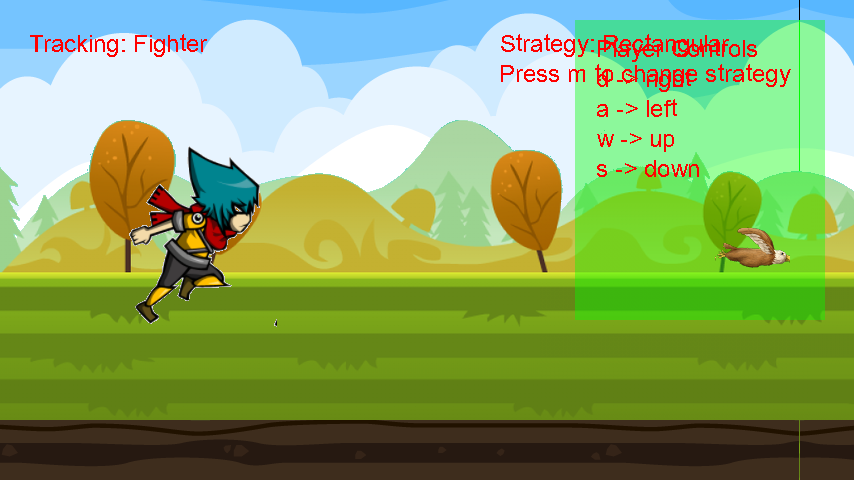 Tracking: Fighter
Strategy: Rectangular
Press m to change strategy
Player Controls
d -> right
a -> left
w -> up
s -> down